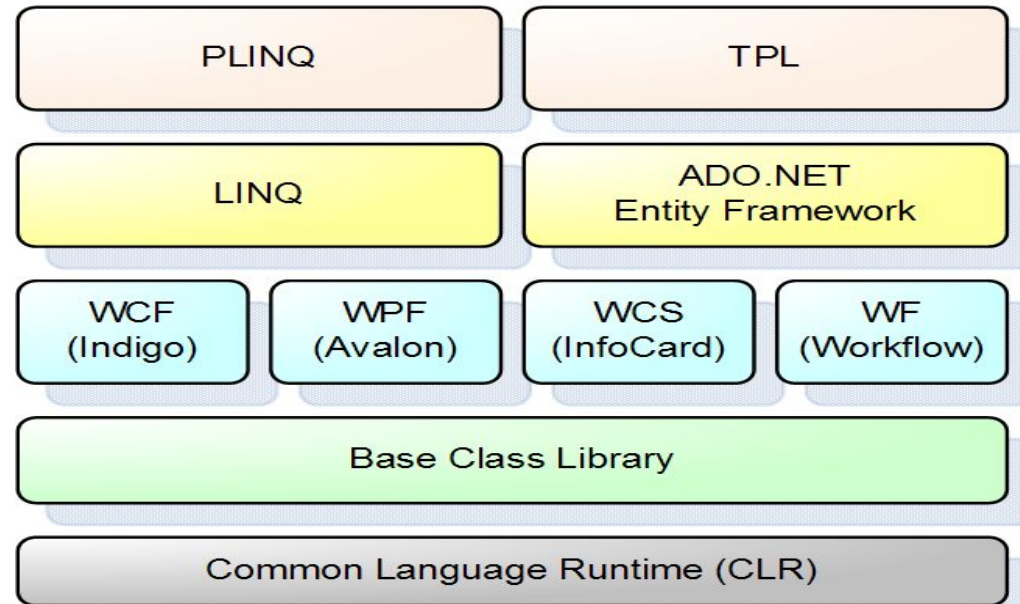 PLINQ
TPL
LINQ
ADO.NET
Entity Framework
WCF
(Indigo)
WPF
(Avalon)
WCS
(InfoCard)
WF
(Workflow)
Base Class Library
Common Language Runtime (CLR)